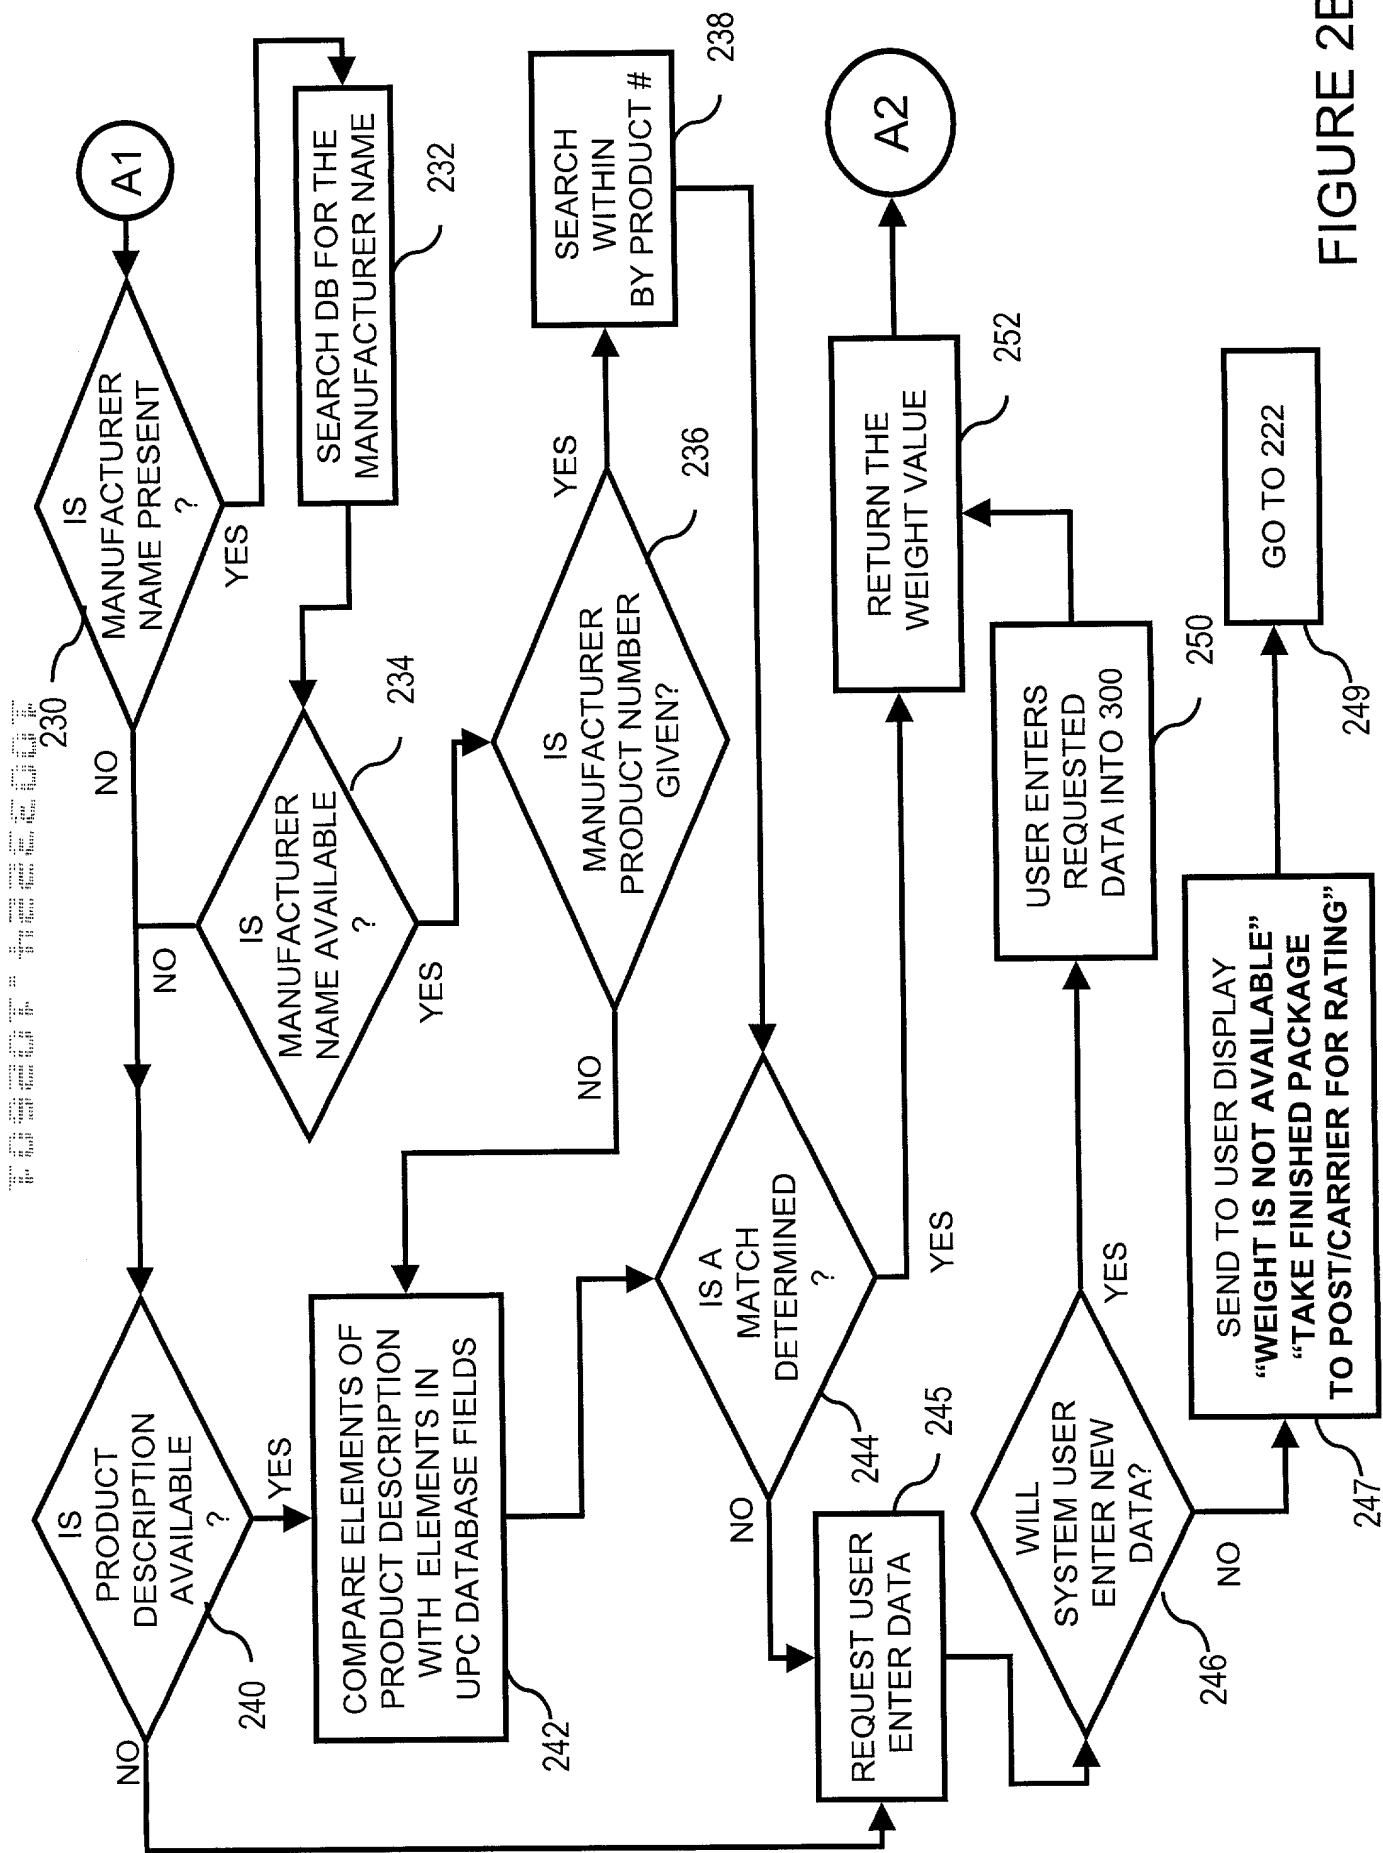 A1
IS
MANUFACTURER
NAME PRESENT
?
230
NO
YES
SEARCH DB FOR THE
MANUFACTURER NAME
232
IS
MANUFACTURER
NAME AVAILABLE
?
234
NO
YES
IS
MANUFACTURER
PRODUCT NUMBER
GIVEN?
236
YES
NO
SEARCH
WITHIN
BY PRODUCT #
238
IS
PRODUCT
DESCRIPTION
AVAILABLE
?
240
NO
YES
COMPARE ELEMENTS OF
PRODUCT DESCRIPTION
WITH ELEMENTS IN
UPC DATABASE FIELDS
242
IS A
MATCH
DETERMINED
?
244
NO
YES
REQUEST USER
ENTER DATA
245
WILL
SYSTEM USER
ENTER NEW
DATA?
246
YES
NO
USER ENTERS
REQUESTED
DATA INTO 300
250
RETURN THE
WEIGHT VALUE
252
A2
SEND TO USER DISPLAY
“WEIGHT IS NOT AVAILABLE”
“TAKE FINISHED PACKAGE
TO POST/CARRIER FOR RATING”
247
GO TO 222
249
FIGURE 2B